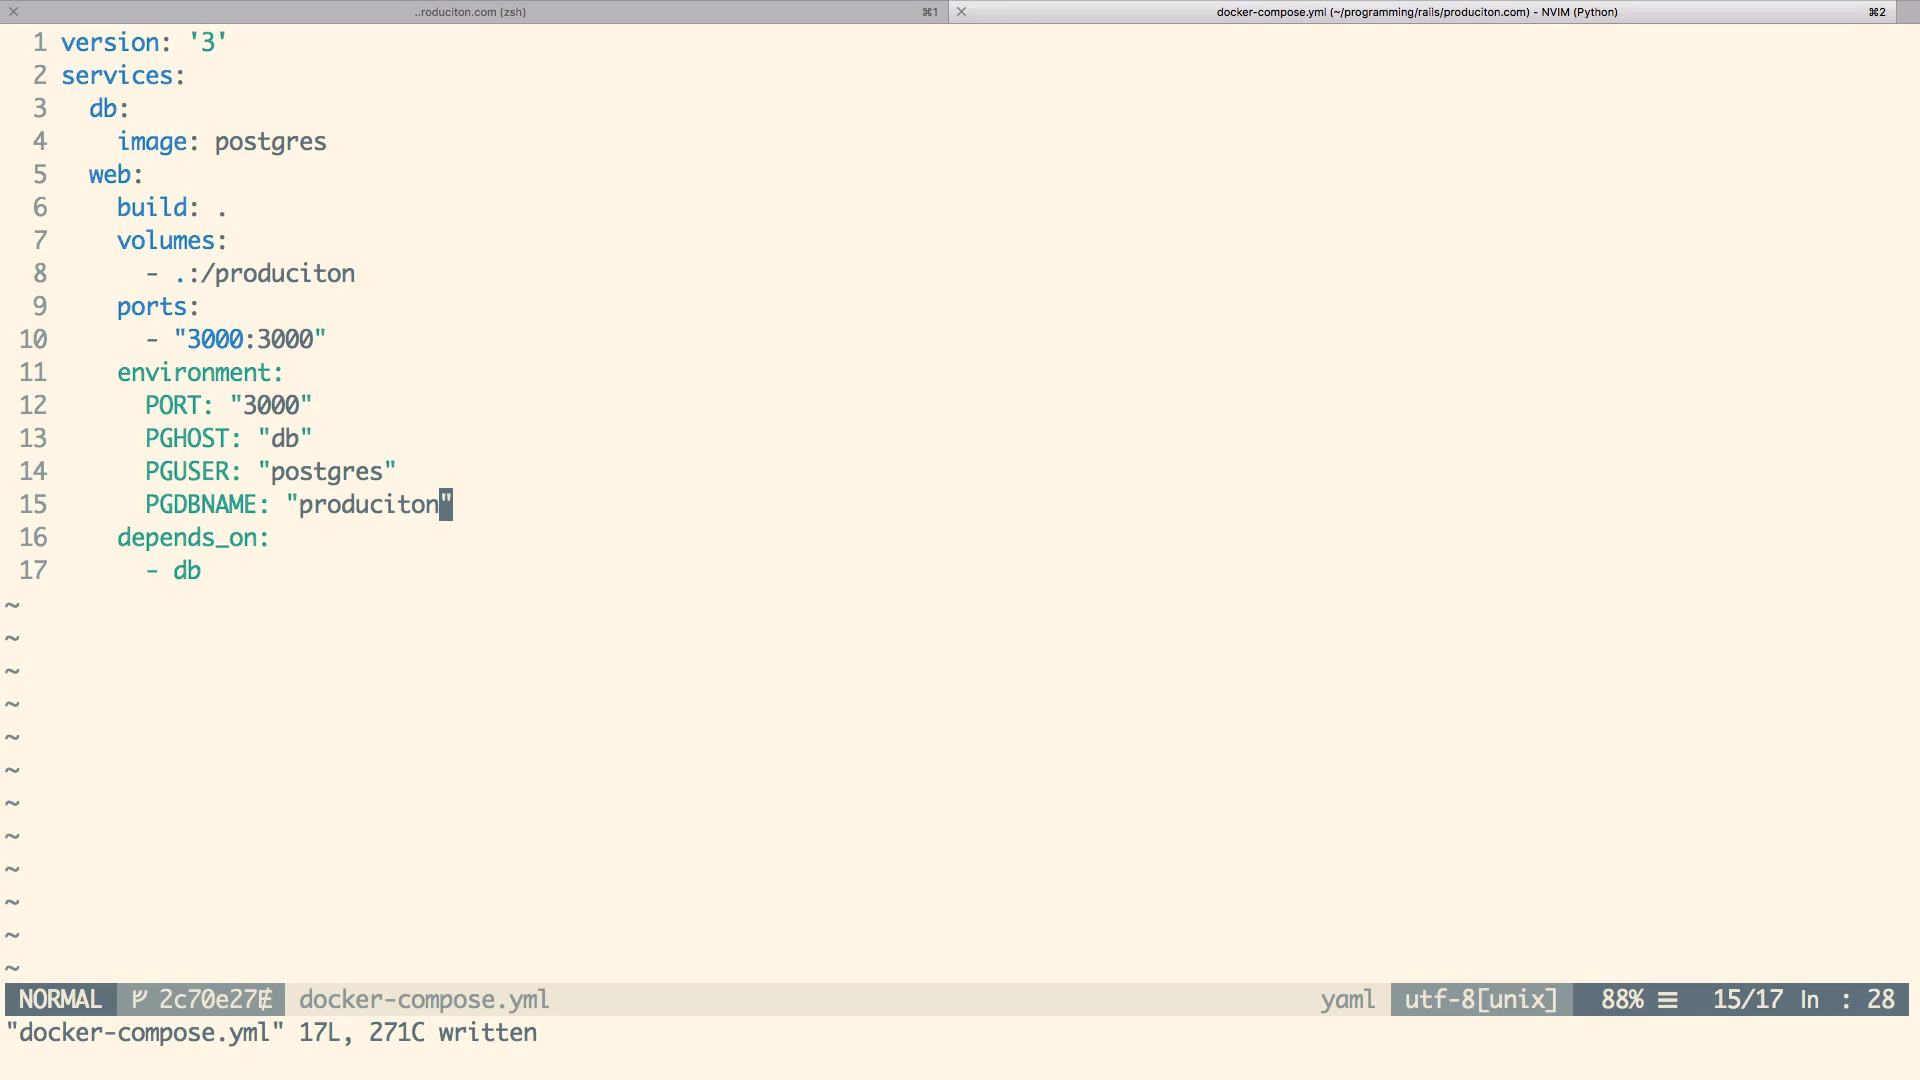 ..roduciton.com (zsh) ⌘1 docker-compose.yml (~/programming/rails/produciton.com) - NVIM (Python) ⌘2
1 version: '3'
2 services:
3   db:
4     image: postgres
5   web:
6     build: .
7     volumes:
8       - .:/produciton
9     ports:
10       - "3000:3000"
11     environment:
12       PORT: "3000"
13       PGHOST: "db"
14       PGUSER: "postgres"
15       PGDBNAME: "produciton"
16     depends_on:
17       - db
~
~
~
~
~
~
~
~
~
~
~
~
NORMAL 2c70e27 docker-compose.yml yaml utf-8[unix] 88% ☰ 15/17 ln : 28
"docker-compose.yml" 17L, 271C written